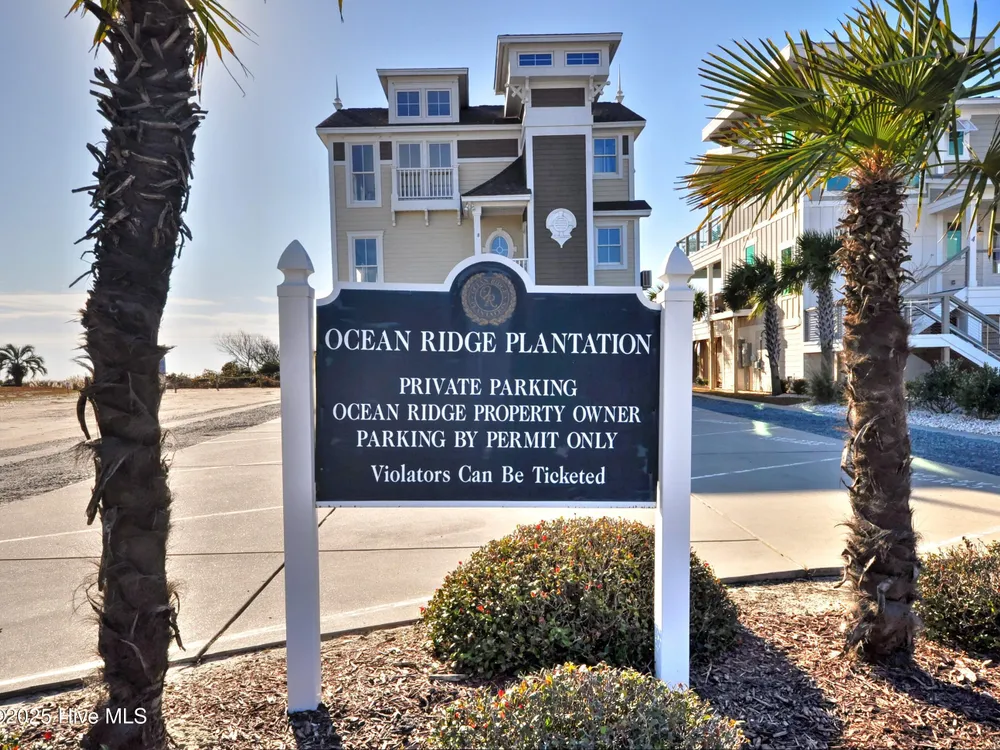 OCEAN RIDGE PLANTATION
PRIVATE PARKING
OCEAN RIDGE PROPERTY OWNER
PARKING BY PERMIT ONLY
Violators Can Be Ticketed
©2025 Hive MLS